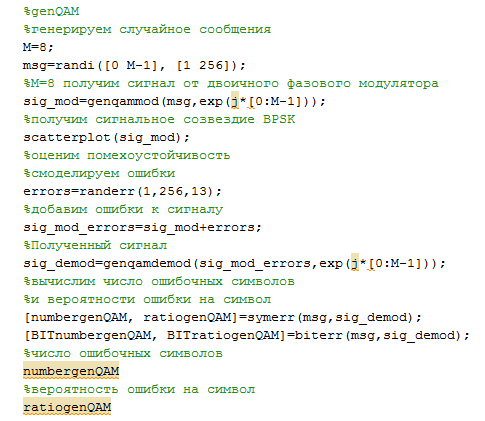 %genQAM
%генерируем случайное сообщения
M=8;
msg=randi([0 M-1], [1 256]);
%M=8 получим сигнал от двоичного фазового модулятора
sig_mod=genqammod(msg,exp(j*[0:M-1]));
%получим сигнальное созвездие BPSK
scatterplot(sig_mod);
%оценим помехоустойчивость
%смоделируем ошибки
errors=randerr(1,256,13);
%добавим ошибки к сигналу
sig_mod_errors=sig_mod+errors;
%Полученный сигнал
sig_demod=genqamdemod(sig_mod_errors,exp(j*[0:M-1]));
%вычислим число ошибочных символов
%и вероятности ошибки на символ
[numbergenQAM, ratiogenQAM]=symerr(msg,sig_demod);
[BITnumbergenQAM, BITratiogenQAM]=biterr(msg,sig_demod);
%число ошибочных символов
numbergenQAM
%вероятность ошибки на символ
ratiogenQAM